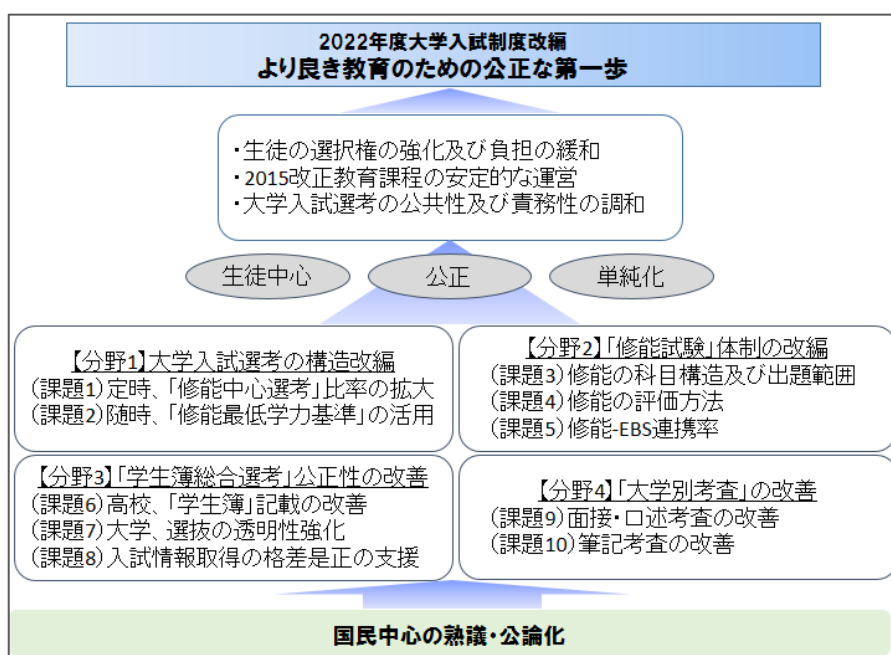 2022年度大学入試制度改編
より良き教育のための公正な第一歩
・生徒の選択権の強化及び負担の緩和
・2015改正教育課程の安定的な運営
・大学入試選考の公共性及び責務性の調和
生徒中心
公正
単純化
【分野1】大学入試選考の構造改編
(課題1)定時、「修能中心選考」比率の拡大
(課題2)随時、「修能最低学力基準」の活用
【分野2】「修能試験」体制の改編
(課題3)修能の科目構造及び出題範囲
(課題4)修能の評価方法
(課題5)修能-EBS連携率
【分野3】「学生簿総合選考」公正性の改善
(課題6)高校、「学生簿」記載の改善
(課題7)大学、選抜の透明性強化
(課題8)入試情報取得の格差是正の支援
【分野4】「大学別考査」の改善
(課題9)面接・口述考査の改善
(課題10)筆記考査の改善
国民中心の熟議・公論化